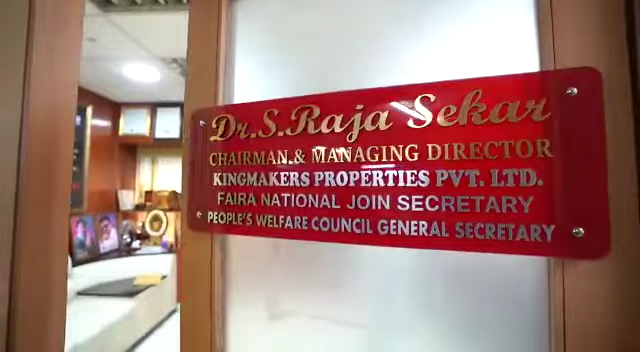 Dr.S.Raja Sekar
CHAIRMAN & MANAGING DIRECTOR
KINGMAKERS PROPERTIES PVT. LTD.
FAIRA NATIONAL JOIN SECRETARY
PEOPLE'S WELFARE COUNCIL GENERAL SECRETARY